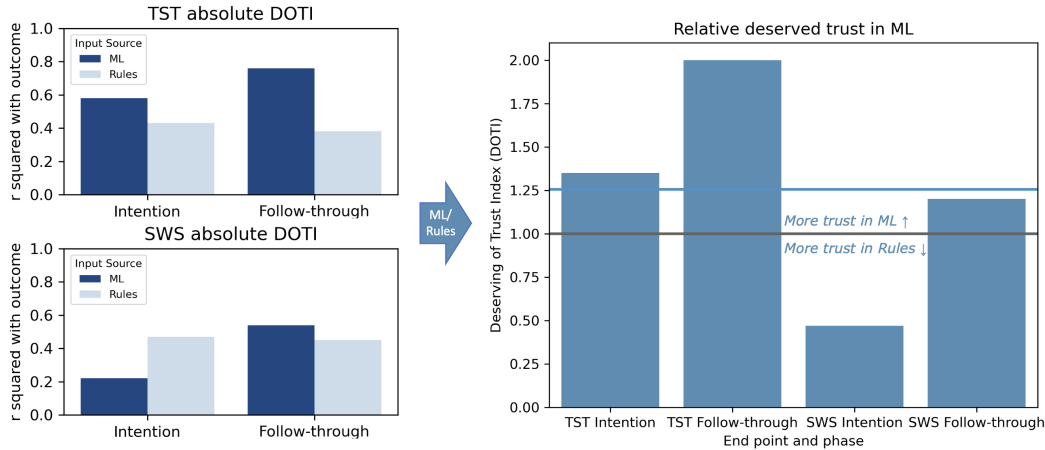 TST absolute DOTI
r squared with outcome
1.0
0.8
0.6
0.4
0.2
0.0
Input Source
ML
Rules
Intention
Follow-through
SWS absolute DOTI
r squared with outcome
1.0
0.8
0.6
0.4
0.2
0.0
Input Source
ML
Rules
Intention
Follow-through
ML/
Rules
Relative deserved trust in ML
Deserving of Trust Index (DOTI)
2.00
1.75
1.50
1.25
1.00
0.75
0.50
0.25
0.00
More trust in ML ↑
More trust in Rules ↓
TST Intention
TST Follow-through
SWS Intention
SWS Follow-through
End point and phase